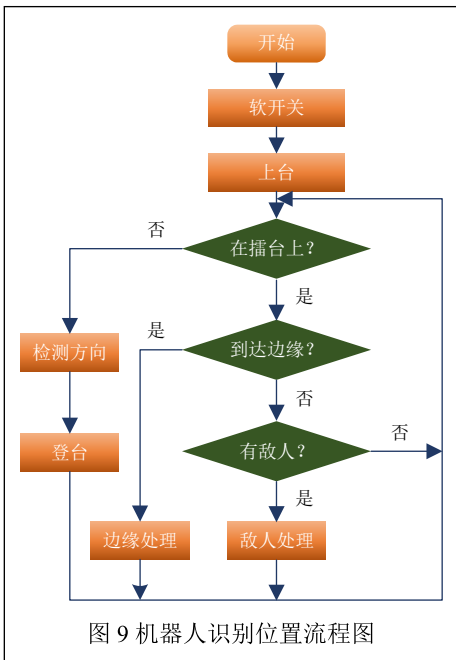 开始
软开关
上台
在擂台上？
否
是
检测方向
是
到达边缘？
否
登台
有敌人？
否
是
边缘处理
敌人处理
图 9 机器人识别位置流程图